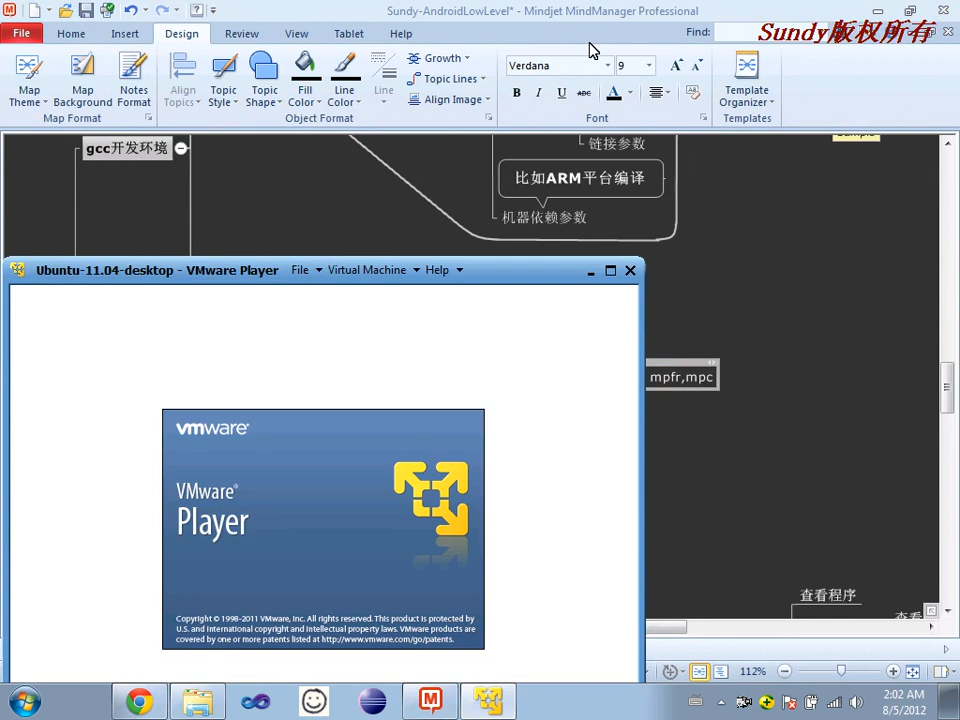 Sundy-AndroidLowLevel* - Mindjet MindManager Professional
File Home Insert Design Review View Tablet Help Find:
Sundy版权所有
Map Theme
Map Background
Notes Format
Align Topics
Topic Style
Topic Shape
Fill Color
Line Color
Line
Growth
Topic Lines
Align Image
Verdana 9
B I U ABC A
Template Organizer
Map Format Object Format Font Templates
gcc开发环境
链接参数
比如ARM平台编译
机器依赖参数
Ubuntu-11.04-desktop - VMware Player File Virtual Machine Help
mpfr,mpc
vmware
VMware®
Player
Copyright © 1998-2011 VMware, Inc. All rights reserved. This product is protected by
U.S. and international copyright and intellectual property laws. VMware products are
covered by one or more patents listed at http://www.vmware.com/go/patents.
查看程序
查看
112%
2:02 AM
8/5/2012